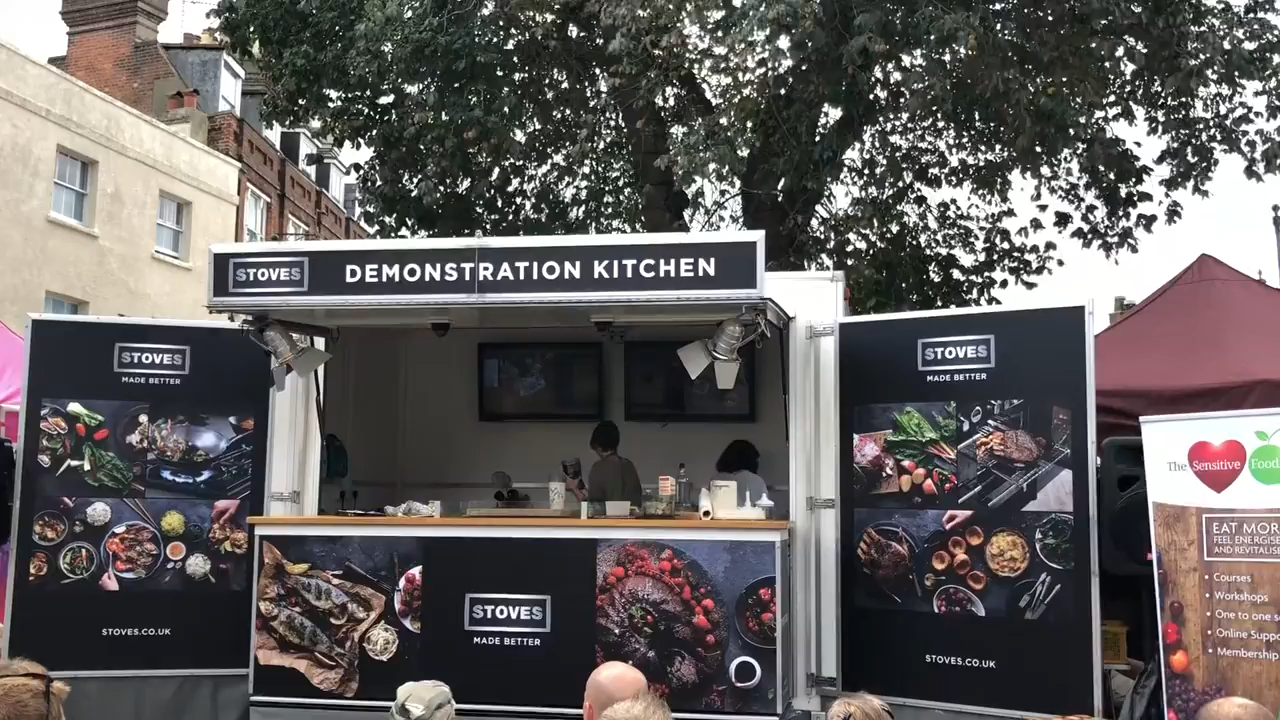 STOVES
DEMONSTRATION KITCHEN
STOVES
MADE BETTER
STOVES.CO.UK
STOVES
MADE BETTER
STOVES
MADE BETTER
STOVES.CO.UK
The Sensitive Food
EAT MOR
FEEL ENERGISE
AND REVITALISE
• Courses
• Workshops
• One to one s
• Online Suppo
• Membership